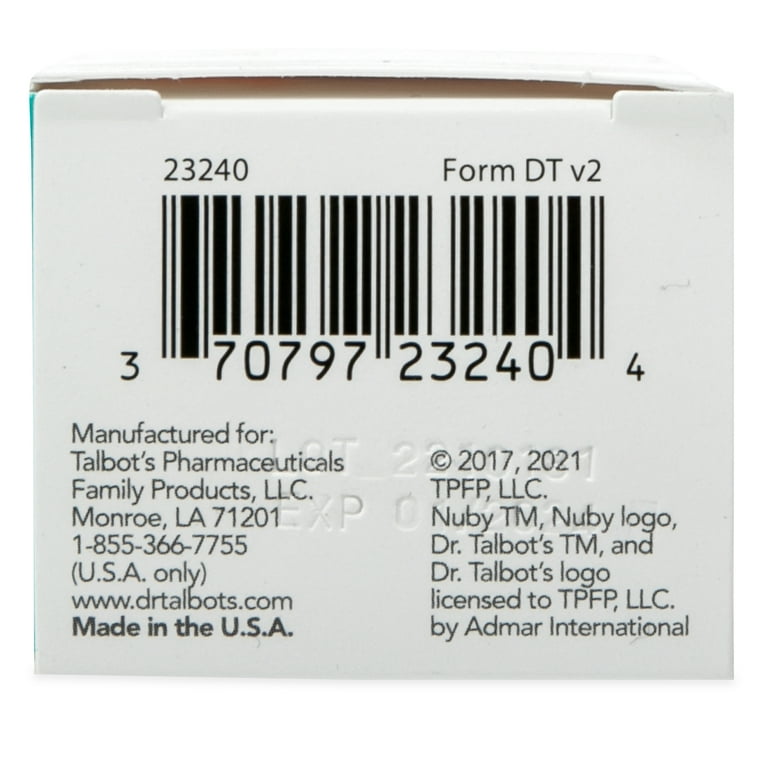 23240 Form DT v2
3 70797 23240 4
Manufactured for:
Talbot's Pharmaceuticals
Family Products, LLC.
Monroe, LA 71201
1-855-366-7755
(U.S.A. only)
www.drtalbots.com
Made in the U.S.A.
LOT
EXP
© 2017, 2021
TPFP, LLC.
Nuby TM, Nuby logo,
Dr. Talbot's TM, and
Dr. Talbot's logo
licensed to TPFP, LLC.
by Admar International